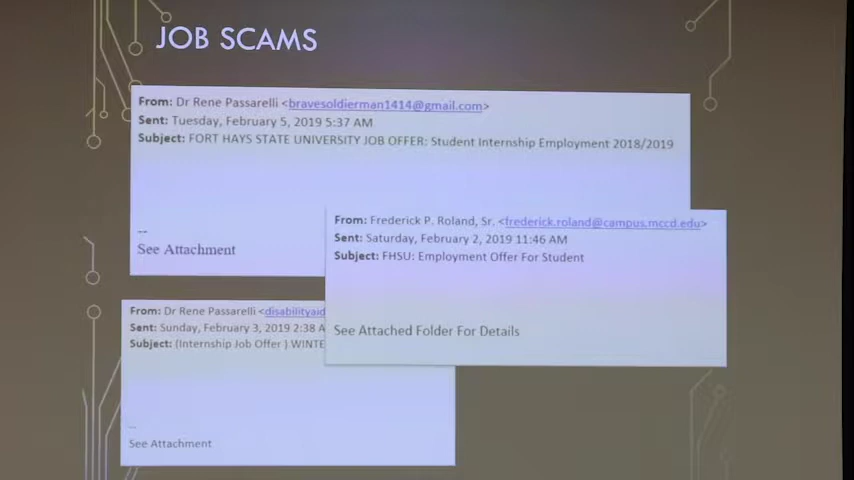 JOB SCAMS
From: Dr Rene Passarelli <bravesoldierman1414@gmail.com>
Sent: Tuesday, February 5, 2019 5:37 AM
Subject: FORT HAYS STATE UNIVERSITY JOB OFFER: Student Internship Employment 2018/2019
--
See Attachment
From: Frederick P. Roland, Sr. <frederick.roland@campus.mccd.edu>
Sent: Saturday, February 2, 2019 11:46 AM
Subject: FHSU: Employment Offer For Student
See Attached Folder For Details
From: Dr Rene Passarelli <disabilityaid
Sent: Sunday, February 3, 2019 2:38 A
Subject: (Internship Job Offer ) WINTE
--
See Attachment